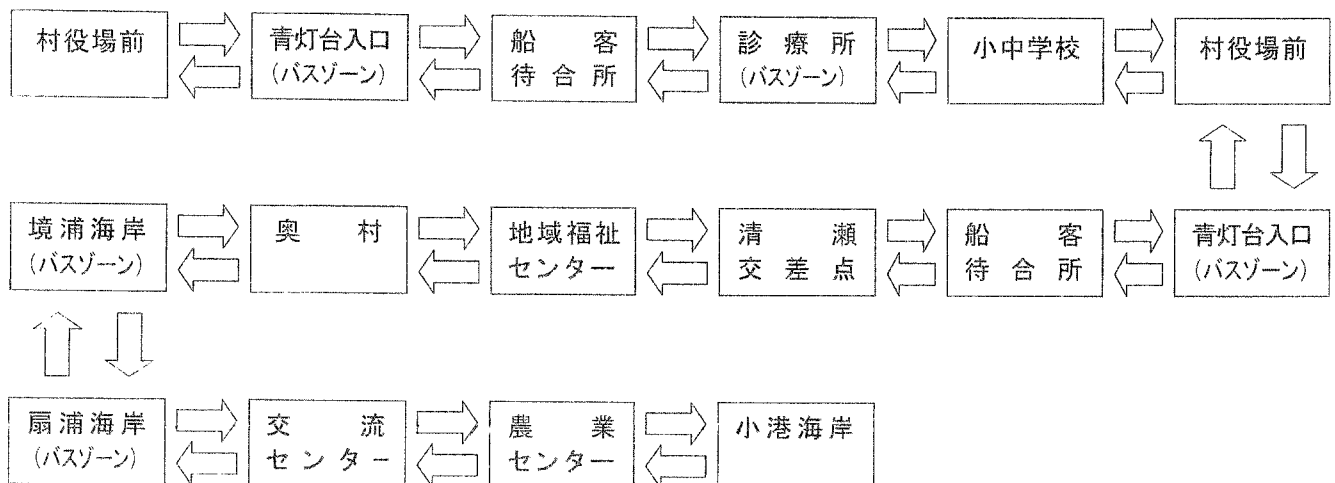 村役場前
青灯台入口
(バスゾーン)
船客
待合所
診療所
(バスゾーン)
小中学校
村役場前
境浦海岸
(バスゾーン)
奥村
地域福祉
センター
清瀬
交差点
船客
待合所
青灯台入口
(バスゾーン)
扇浦海岸
(バスゾーン)
交流
センター
農業
センター
小港海岸